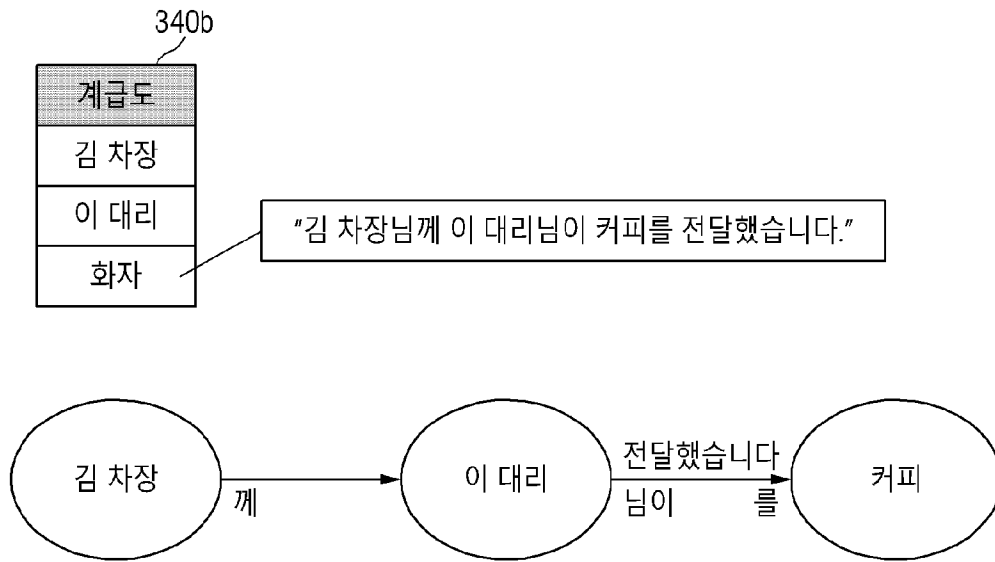 340b
계급도
김 차장
이 대리
화자
"김 차장님께 이 대리님이 커피를 전달했습니다."
김 차장
께
이 대리
전달했습니다
님이 를
커피